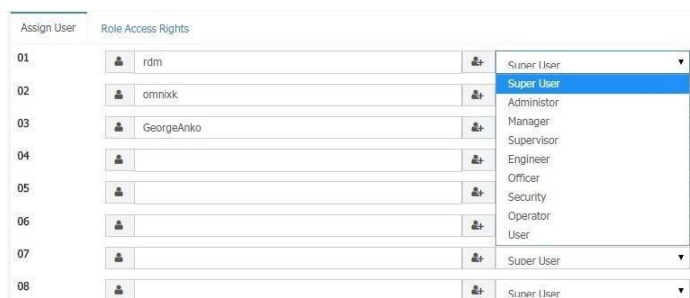 Assign User Role Access Rights
01 rdm Super User
Super User
02 omnixk
Administor
Manager
03 GeorgeAnko
Supervisor
04
Engineer
Officer
05
Security
06
Operator
User
07 Super User
08 Super User